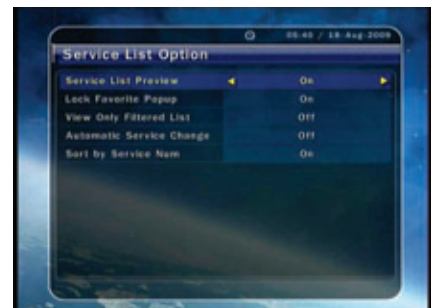 05:40 / 18-Aug-2009
Service List Option
Service List Preview On
Lock Favorite Popup On
View Only Filtered List Off
Automatic Service Change Off
Sort by Service Num On